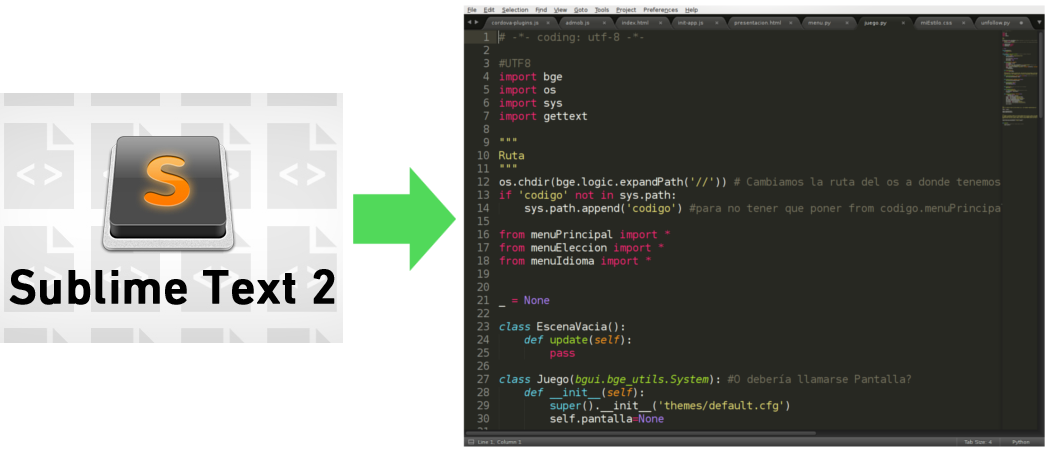 S
Sublime Text 2
File Edit Selection Find View Goto Tools Project Preferences Help
cordova-plugins.js × admob.js × index.html × init-app.js × presentacion.html × menu.py × juego.py × miEstilo.css × unfollow.py
1 # -*- coding: utf-8 -*-
2
3 #UTF8
4 import bge
5 import os
6 import sys
7 import gettext
8
9 """
10 Ruta
11 """
12 os.chdir(bge.logic.expandPath('//')) # Cambiamos la ruta del os a donde tenemos
13 if 'codigo' not in sys.path:
14 sys.path.append('codigo') #para no tener que poner from codigo.menuPrincipa
15
16 from menuPrincipal import *
17 from menuEleccion import *
18 from menuIdioma import *
19
20
21 _ = None
22
23 class EscenaVacia():
24 def update(self):
25 pass
26
27 class Juego(bgui.bge_utils.System): #O debería llamarse Pantalla?
28 def __init__(self):
29 super().__init__('themes/default.cfg')
30 self.pantalla=None
Line 1, Column 1 Tab Size: 4 Python